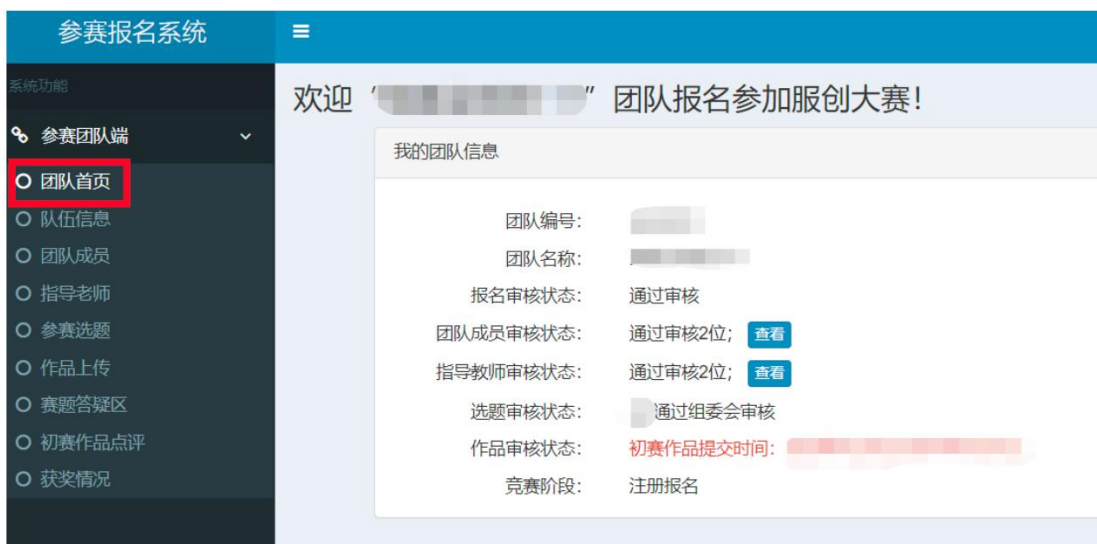 参赛报名系统
系统功能
参赛团队端
团队首页
队伍信息
团队成员
指导老师
参赛选题
作品上传
赛题答疑区
初赛作品点评
获奖情况
欢迎“ ”团队报名参加服创大赛！
我的团队信息
团队编号：
团队名称：
报名审核状态： 通过审核
团队成员审核状态： 通过审核2位； 查看
指导教师审核状态： 通过审核2位； 查看
选题审核状态： 通过组委会审核
作品审核状态： 初赛作品提交时间：
竞赛阶段： 注册报名